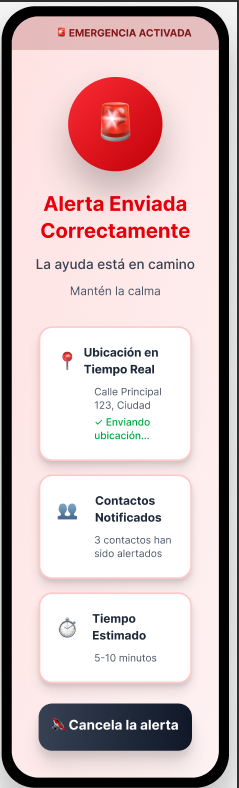 EMERGENCIA ACTIVADA
Alerta Enviada
Correctamente
La ayuda está en camino
Mantén la calma
Ubicación en
Tiempo Real
Calle Principal
123, Ciudad
✓ Enviando
ubicación...
Contactos
Notificados
3 contactos han
sido alertados
Tiempo
Estimado
5-10 minutos
Cancela la alerta